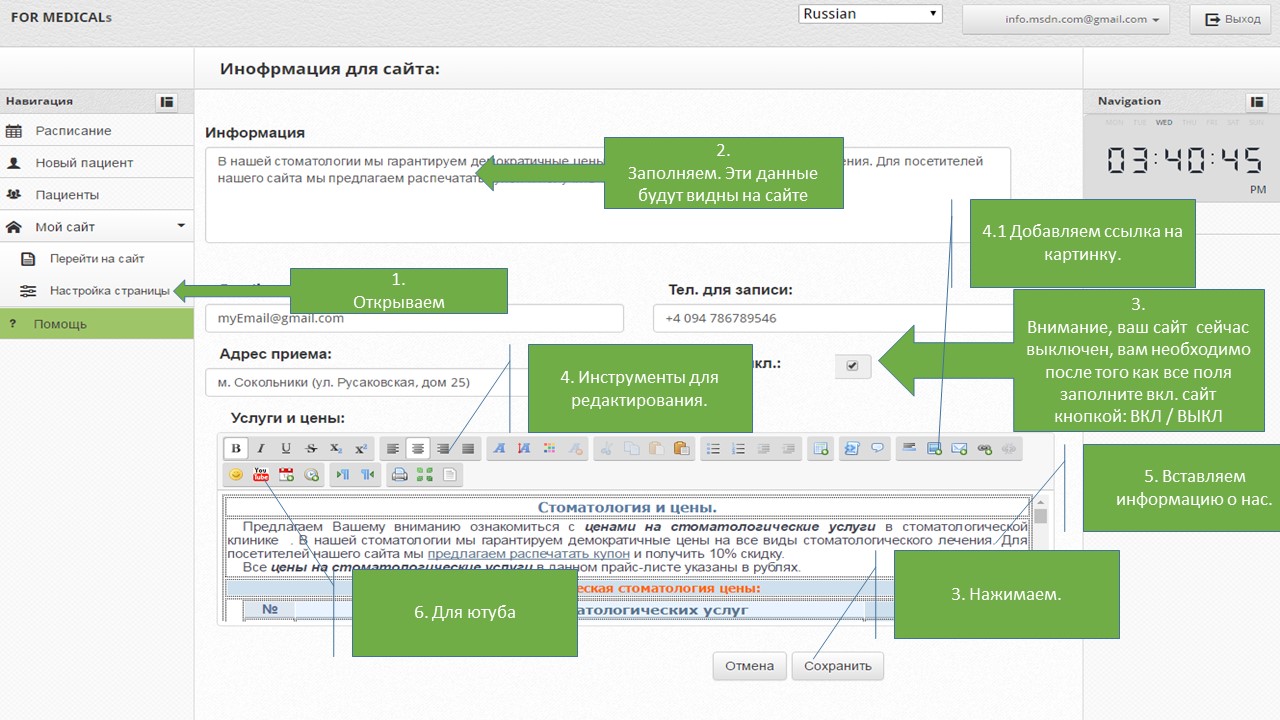 FOR MEDICALs
Russian
info.msdn.com@gmail.com
Выход
Инофрмация для сайта:
Навигация
Navigation
MON TUE WED THU FRI SAT SUN
03:40:45
PM
Расписание
Новый пациент
Пациенты
Мой сайт
Перейти на сайт
Настройка страницы
? Помощь
Информация
В нашей стоматологии мы гарантируем демократичные цены
ения. Для посетителей
нашего сайта мы предлагаем распечатать
2.
Заполняем. Эти данные
будут видны на сайте
4.1 Добавляем ссылка на
картинку.
1.
Открываем
Тел. для записи:
myEmail@gmail.com
+4 094 786789546
3.
Внимание, ваш сайт сейчас
выключен, вам необходимо
после того как все поля
заполните вкл. сайт
кнопкой: ВКЛ / ВЫКЛ
Адрес приема:
кл.:
м. Сокольники (ул. Русаковская, дом 25)
4. Инструменты для
редактирования.
Услуги и цены:
B I U S X₂ x²
You Tube
5. Вставляем
информацию о нас.
Стоматология и цены.
Предлагаем Вашему вниманию ознакомиться с ценами на стоматологические услуги в стоматологической
клинике . В нашей стоматологии мы гарантируем демократичные цены на все виды стоматологического лечения. Для
посетителей нашего сайта мы предлагаем распечатать купон и получить 10% скидку.
Все цены на стоматологические услуги в данном прайс-листе указаны в рублях.
еская стоматология цены:
№
атологических услуг
6. Для ютуба
3. Нажимаем.
Отмена
Сохранить